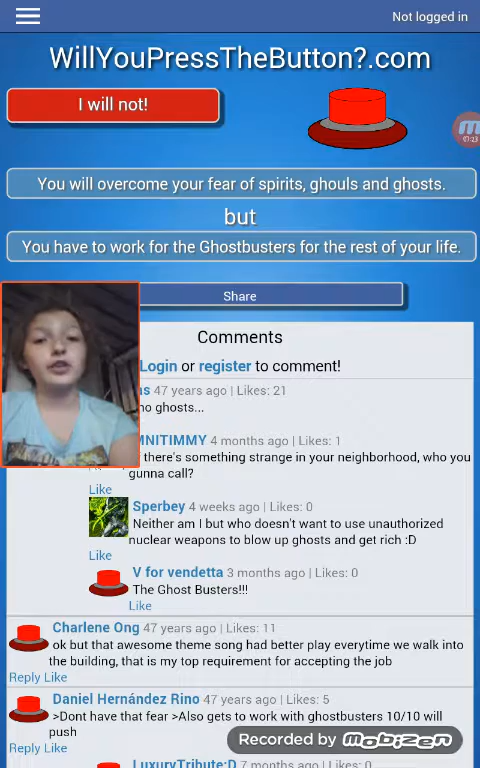 Not logged in
WillYouPressTheButton?.com
I will not!
07:23
You will overcome your fear of spirits, ghouls and ghosts.
but
You have to work for the Ghostbusters for the rest of your life.
Share
Comments
Login or register to comment!
47 years ago | Likes: 21
no ghosts...
MNITIMMY 4 months ago | Likes: 1
there's something strange in your neighborhood, who you
gunna call?
Like
Sperbey 4 weeks ago | Likes: 0
Neither am I but who doesn't want to use unauthorized
nuclear weapons to blow up ghosts and get rich :D
Like
V for vendetta 3 months ago | Likes: 0
The Ghost Busters!!!
Like
Charlene Ong 47 years ago | Likes: 11
ok but that awesome theme song had better play everytime we walk into
the building, that is my top requirement for accepting the job
Reply Like
Daniel Hernández Rino 47 years ago | Likes: 5
>Dont have that fear >Also gets to work with ghostbusters 10/10 will
push
Reply Like
LuxuryTribute:D 7 months ago | Likes: 0
Recorded by mobizen